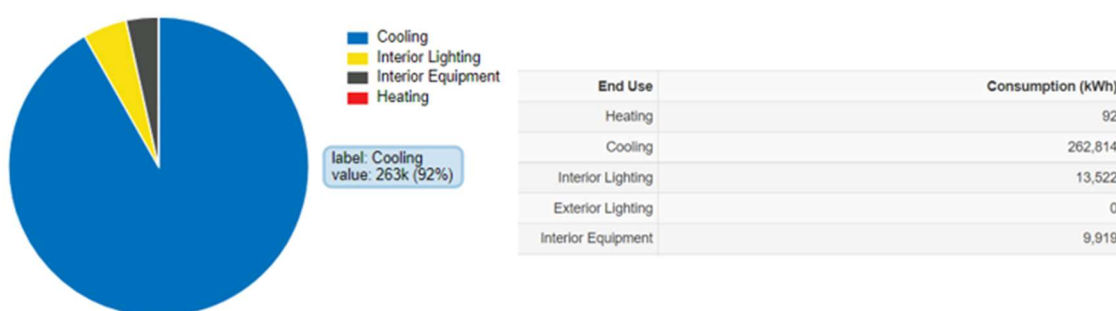 Cooling
Interior Lighting
Interior Equipment
Heating
label: Cooling
value: 263k (92%)
End Use Consumption (kWh)
Heating 92
Cooling 262,814
Interior Lighting 13,522
Exterior Lighting 0
Interior Equipment 9,919